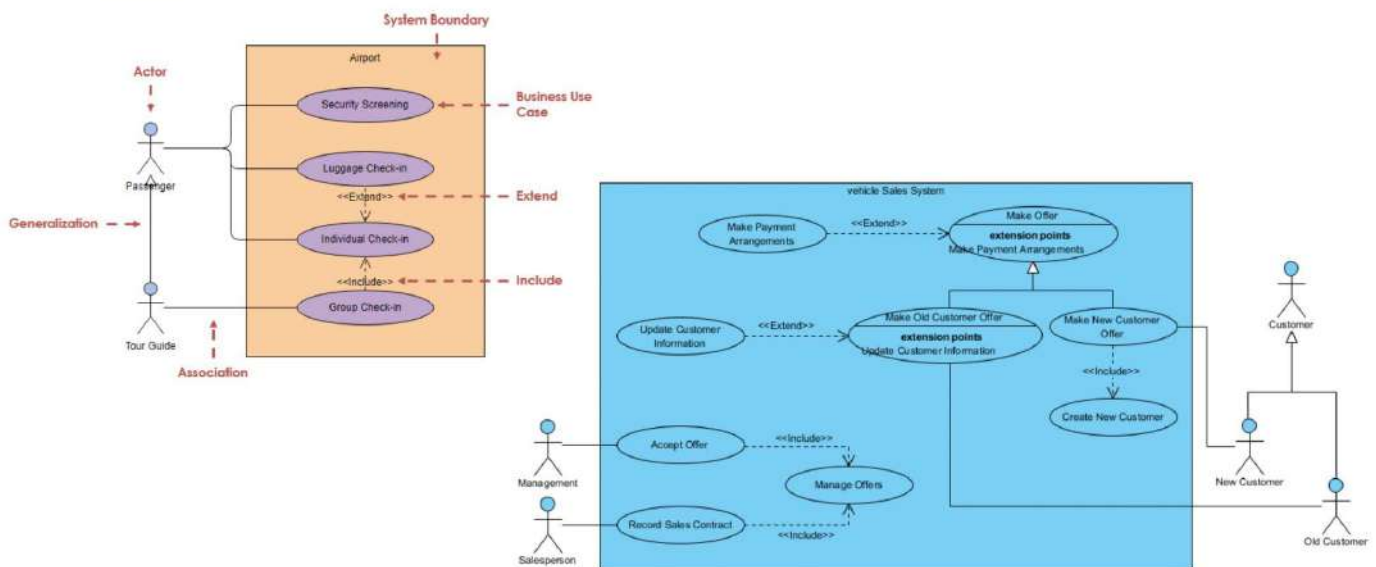 System Boundary
Airport
Actor
Security Screening
Business Use
Case
Luggage Check-in
Passenger
<<Extend>>
Extend
Generalization
Individual Check-in
<<Include>>
Include
Group Check-in
Tour Guide
Association
vehicle Sales System
Make Payment
Arrangements
<<Extend>>
Make Offer
extension points
Make Payment Arrangements
Update Customer
Information
<<Extend>>
Make Old Customer Offer
extension points
Update Customer Information
Make New Customer
Offer
Customer
<<Include>>
Create New Customer
Management
Accept Offer
<<Include>>
Manage Offers
New Customer
Salesperson
Record Sales Contract
<<Include>>
Old Customer